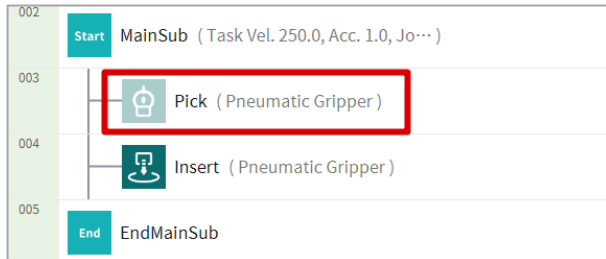 002
Start MainSub ( Task Vel. 250.0, Acc. 1.0, Jo··· )
003
Pick ( Pneumatic Gripper )
004
Insert ( Pneumatic Gripper )
005
End EndMainSub